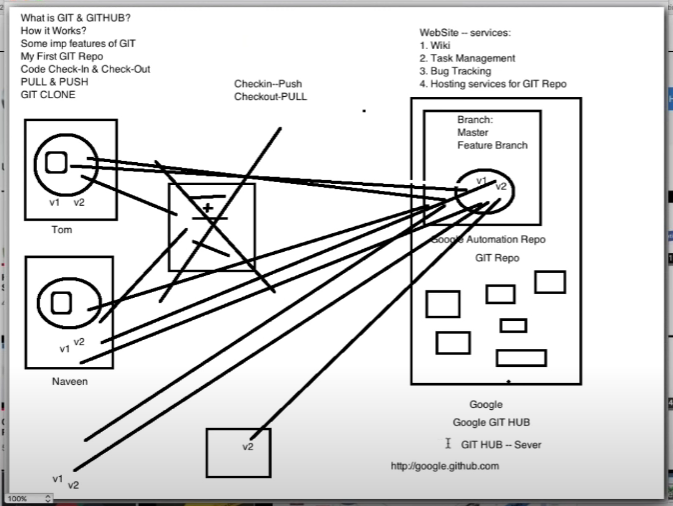 What is GIT & GITHUB?
How it Works?
Some imp features of GIT
My First GIT Repo
Code Check-In & Check-Out
PULL & PUSH
GIT CLONE
Checkin--Push
Checkout-PULL
WebSite -- services:
1. Wiki
2. Task Management
3. Bug Tracking
4. Hosting services for GIT Repo
Branch:
Master
Feature Branch
v1
v2
v1 v2
Tom
Google Automation Repo
GIT Repo
v1 v2
Naveen
v2
v1 v2
Google
Google GIT HUB
GIT HUB -- Sever
http://google.github.com
100%